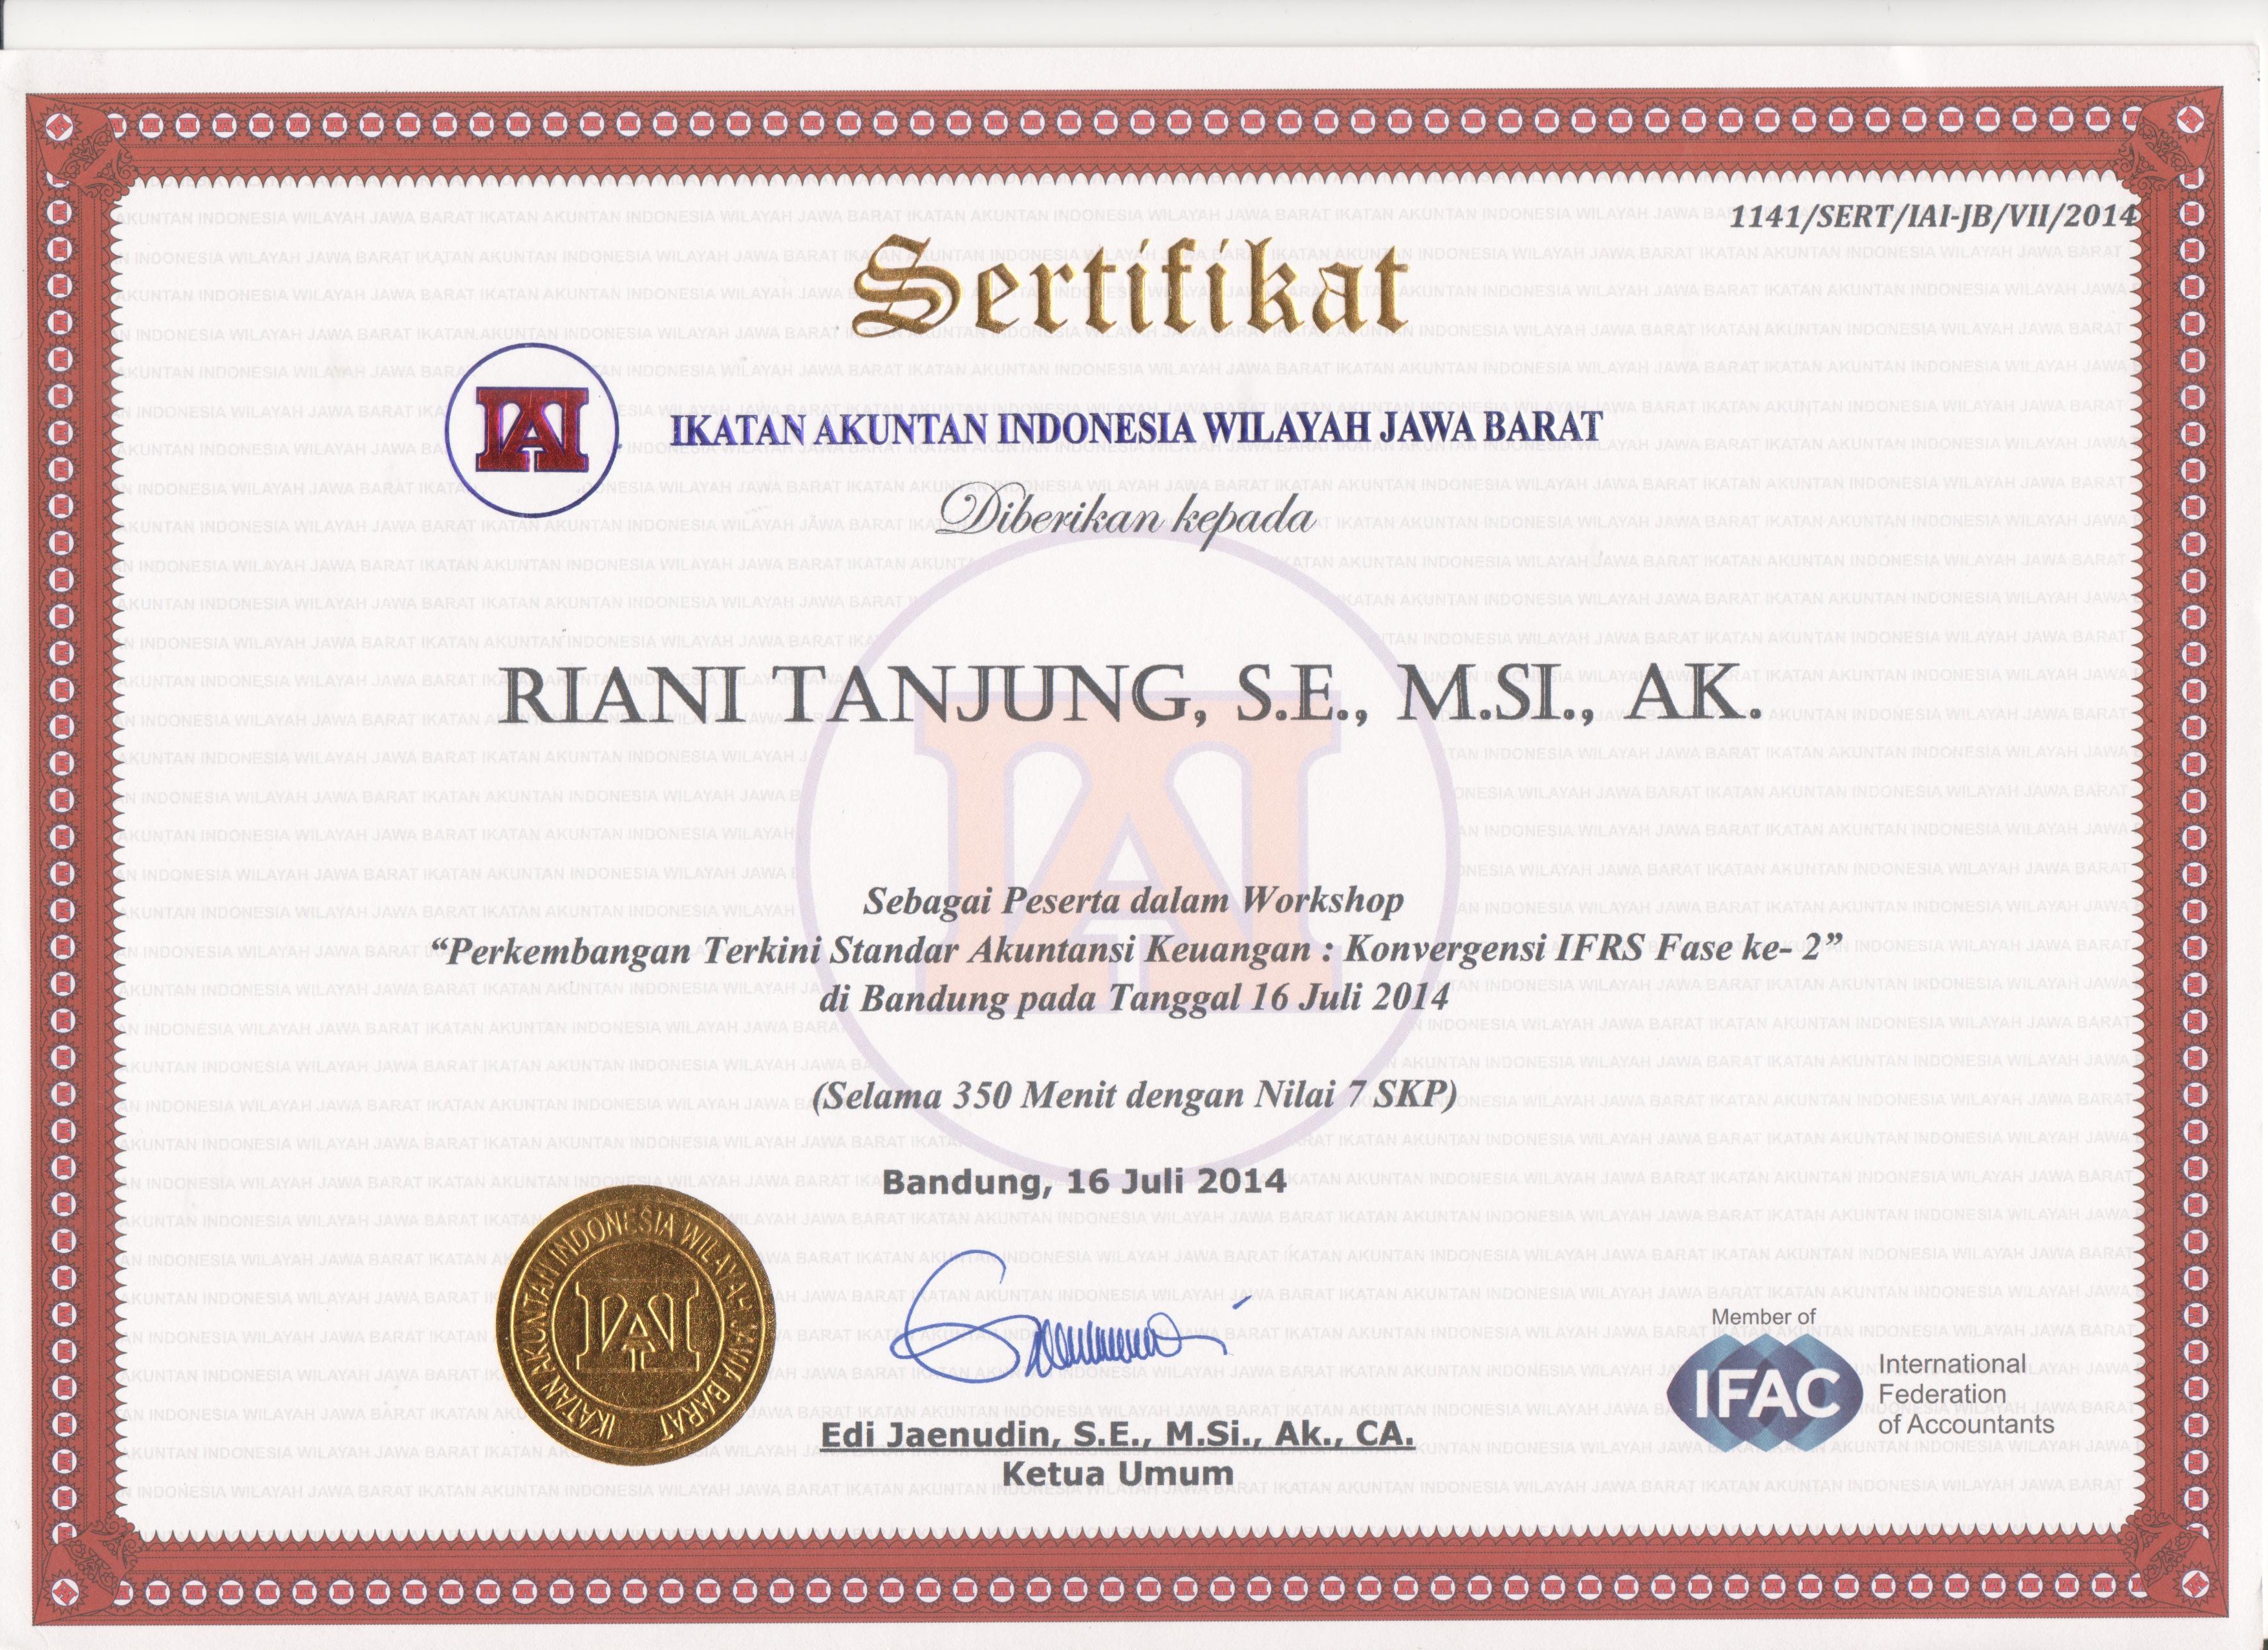 1141/SERT/IAI-JB/VII/2014
Sertifikat
IAI
IKATAN AKUNTAN INDONESIA WILAYAH JAWA BARAT
Diberikan kepada
RIANI TANJUNG, S.E., M.SI., AK.
Sebagai Peserta dalam Workshop
“Perkembangan Terkini Standar Akuntansi Keuangan : Konvergensi IFRS Fase ke- 2”
di Bandung pada Tanggal 16 Juli 2014
(Selama 350 Menit dengan Nilai 7 SKP)
Bandung, 16 Juli 2014
IKATAN AKUNTAN INDONESIA WILAYAH JAWA BARAT
IAI
Edi Jaenudin, S.E., M.Si., Ak., CA.
Ketua Umum
Member of
IFAC
International
Federation
of Accountants